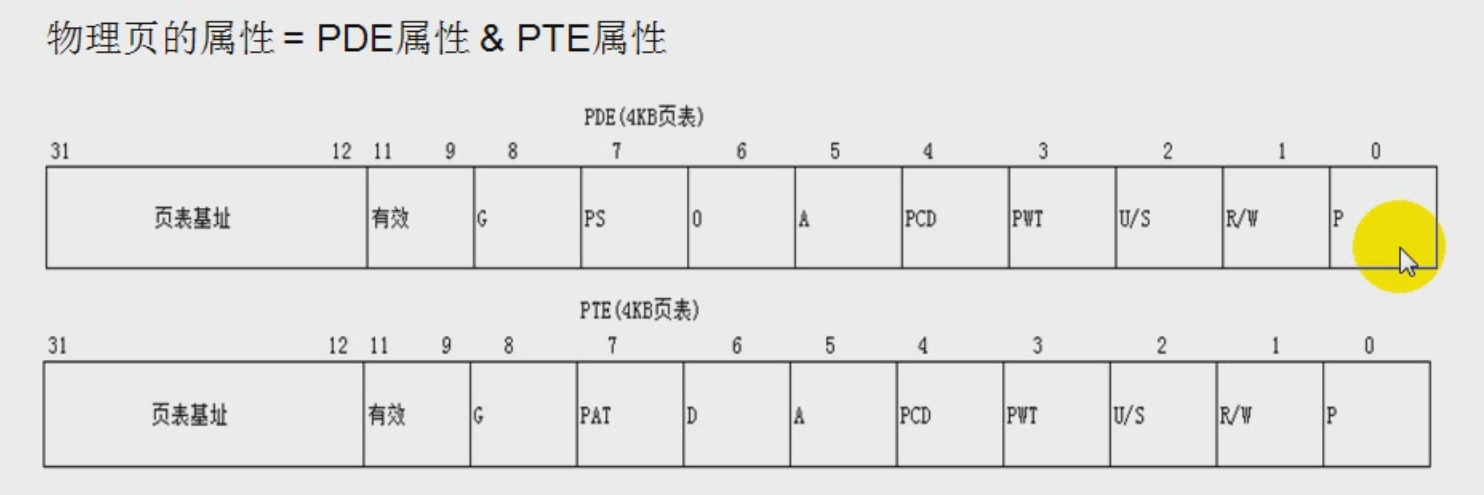 物理页的属性 = PDE属性 & PTE属性
PDE(4KB页表)
31 12 11 9 8 7 6 5 4 3 2 1 0
页表基址 有效 G PS 0 A PCD PWT U/S R/W P
PTE(4KB页表)
31 12 11 9 8 7 6 5 4 3 2 1 0
页表基址 有效 G PAT D A PCD PWT U/S R/W P